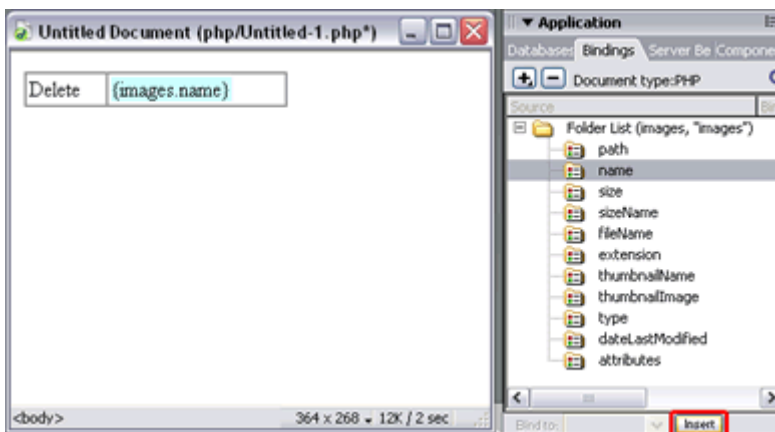 Untitled Document (php/Untitled-1.php*)
Delete {images.name}
<body> 364 x 268 12K / 2 sec
Application
Databases Bindings Server Be Compone
Document type:PHP
Source Bin
Folder List (images, "images")
path
name
size
sizeName
fileName
extension
thumbnailName
thumbnailImage
type
dateLastModified
attributes
Bind to: Insert